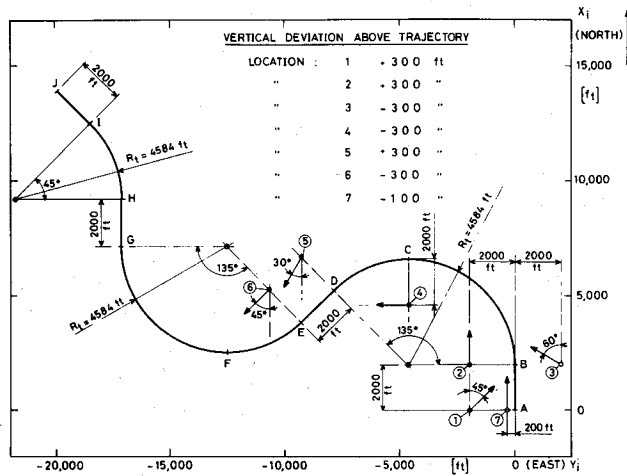 X i
(NORTH)
VERTICAL DEVIATION ABOVE TRAJECTORY
LOCATION : 1 + 300 ft
" 2 + 300 "
" 3 - 300 "
" 4 - 300 "
" 5 + 300 "
" 6 - 300 "
" 7 - 100 "
15,000
[ft]
10,000
5,000
0
J
2000 ft
I
Rt = 4584 ft
45°
H
2000 ft
G
135°
Rt = 4584 ft
F
6
45°
5
30°
E
D
2000 ft
C
2000 ft
Rt = 4584 ft
4
135°
2000 ft
2000 ft
2000 ft
60°
3
2
B
45°
A
1
7
200 ft
-20,000
-15,000
-10,000
-5,000
[ft]
0
(EAST) Y i